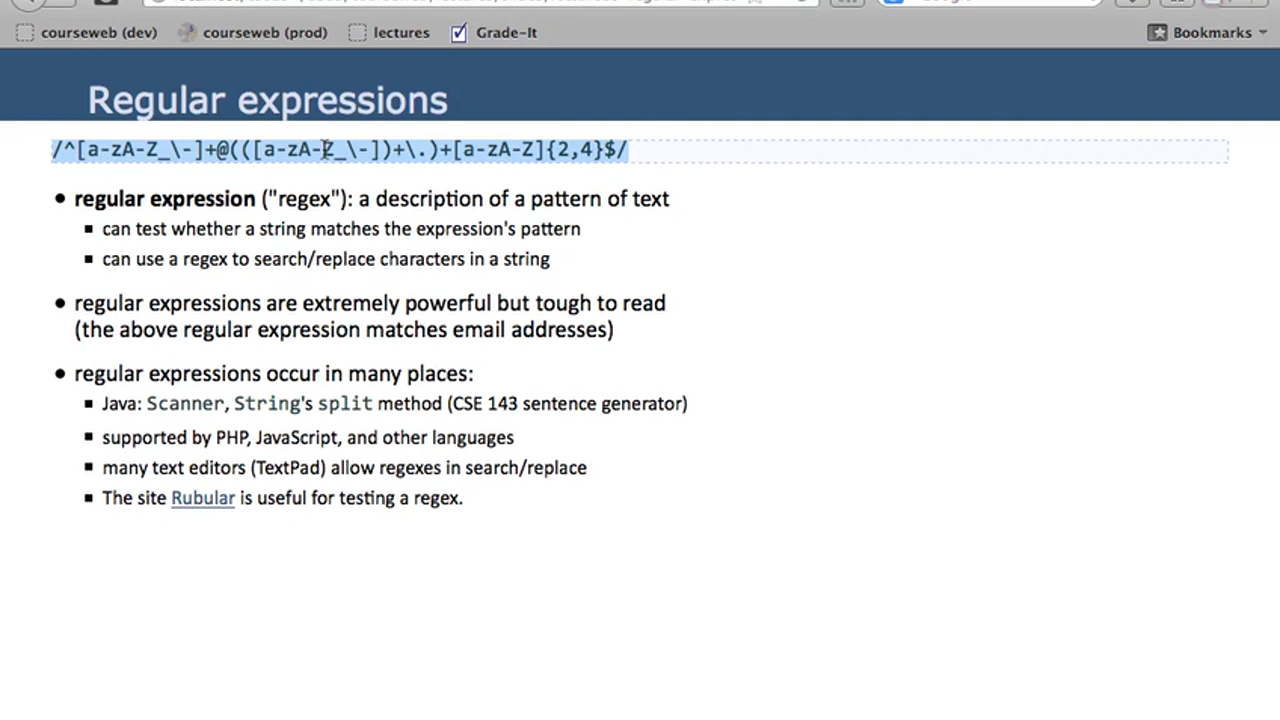 courseweb (dev) courseweb (prod) lectures Grade-It Bookmarks
Regular expressions
/^[a-zA-Z_\-]+@(([a-zA-Z_\-])+\.)+[a-zA-Z]{2,4}$/
• regular expression ("regex"): a description of a pattern of text
▪ can test whether a string matches the expression's pattern
▪ can use a regex to search/replace characters in a string
• regular expressions are extremely powerful but tough to read
(the above regular expression matches email addresses)
• regular expressions occur in many places:
▪ Java: Scanner, String's split method (CSE 143 sentence generator)
▪ supported by PHP, JavaScript, and other languages
▪ many text editors (TextPad) allow regexes in search/replace
▪ The site Rubular is useful for testing a regex.